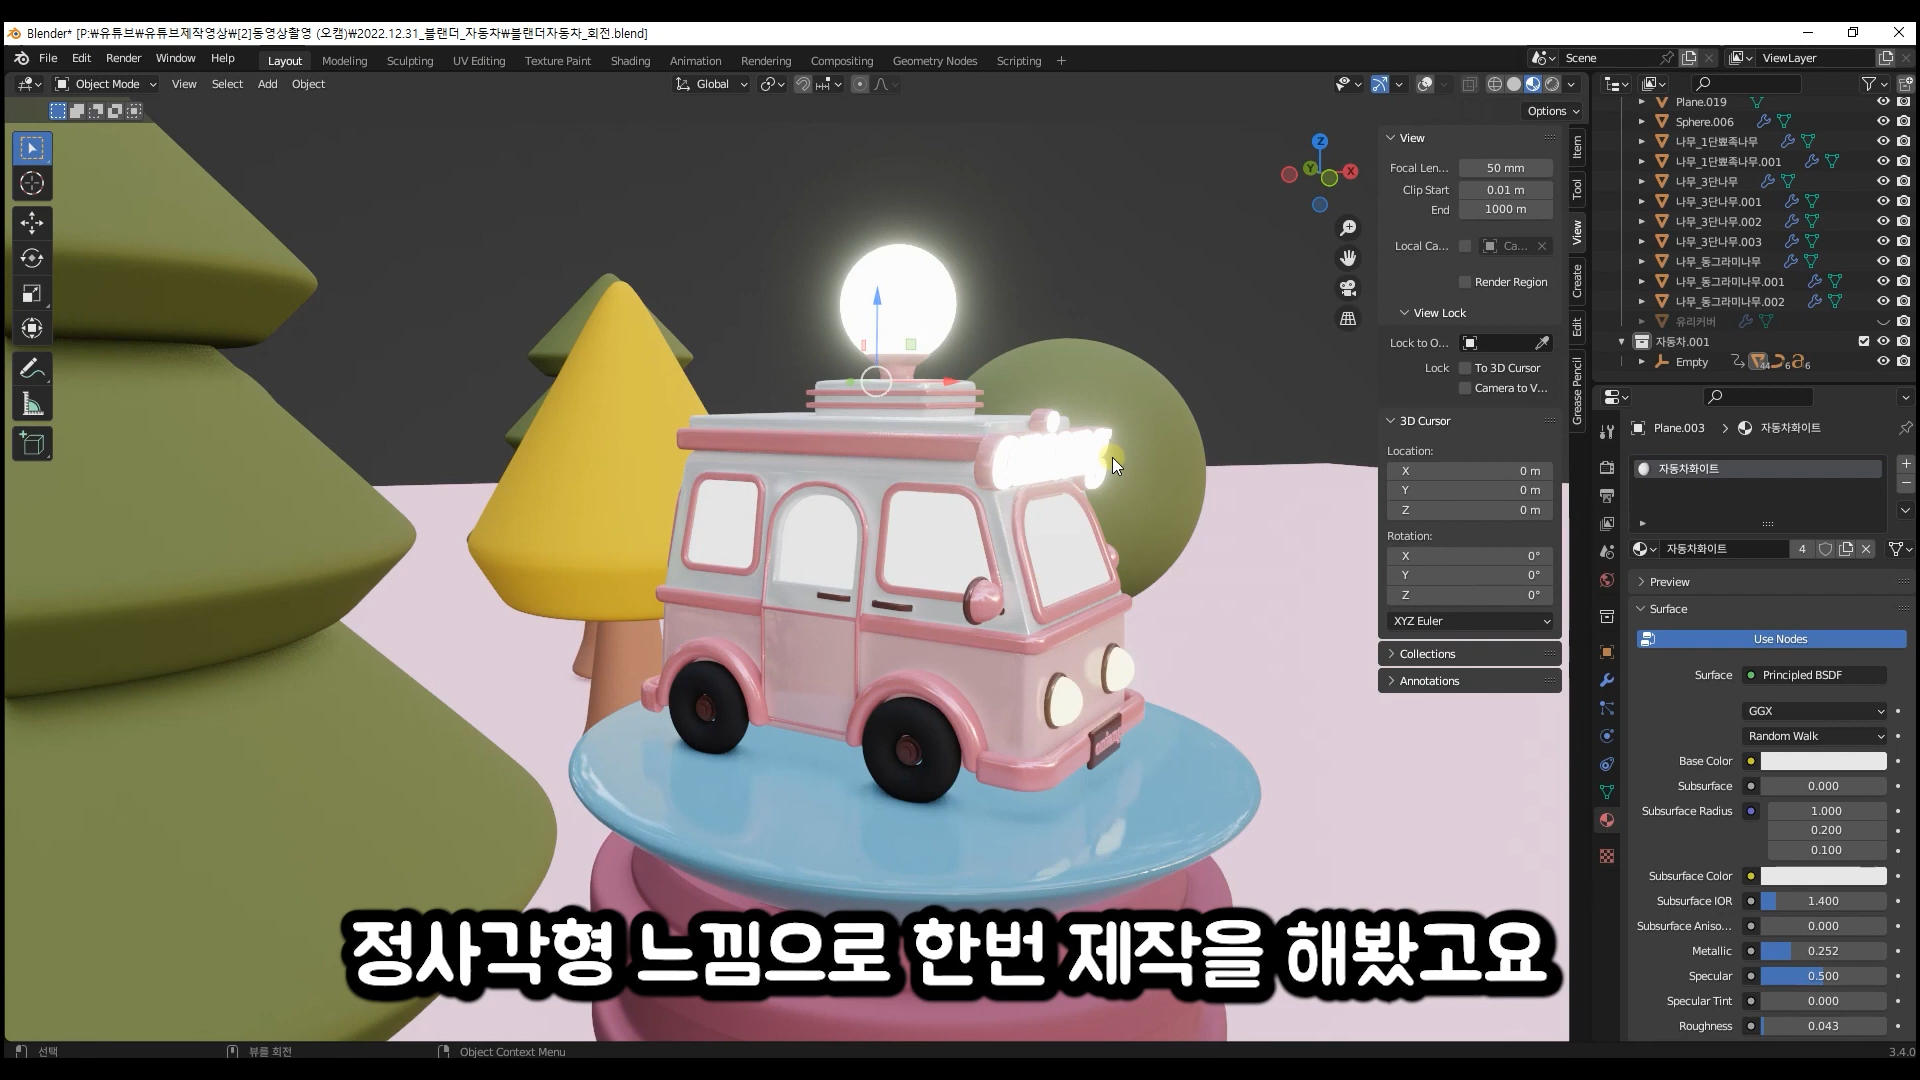 Blender* [P:₩유튜브₩유튜브제작영상₩[2]동영상촬영 (오캠)₩2022.12.31_블랜더_자동차₩블랜더자동차_회전.blend]
File Edit Render Window Help Layout Modeling Sculpting UV Editing Texture Paint Shading Animation Rendering Compositing Geometry Nodes Scripting + Scene ViewLayer
Object Mode View Select Add Object Global
Options
Plane.019
Sphere.006
나무_1단뾰족나무
나무_1단뾰족나무.001
나무_3단나무
나무_3단나무.001
나무_3단나무.002
나무_3단나무.003
나무_동그라미나무
나무_동그라미나무.001
나무_동그라미나무.002
유리커버
자동차.001
Empty 44 6 6
Z
Y
X
View
Focal Len... 50 mm
Clip Start 0.01 m
End 1000 m
Local Ca... Ca...
Render Region
View Lock
Lock to O...
Lock To 3D Cursor
Camera to V...
3D Cursor
Location:
X 0 m
Y 0 m
Z 0 m
Rotation:
X 0°
Y 0°
Z 0°
XYZ Euler
Collections
Annotations
Item
Tool
View
Create
Edit
Grease Pencil
Plane.003 > 자동차화이트
자동차화이트
자동차화이트 4
Preview
Surface
Use Nodes
Surface Principled BSDF
GGX
Random Walk
Base Color
Subsurface 0.000
Subsurface Radius 1.000
0.200
0.100
Subsurface Color
Subsurface IOR 1.400
Subsurface Aniso... 0.000
Metallic 0.252
Specular 0.500
Specular Tint 0.000
Roughness 0.043
정사각형 느낌으로 한번 제작을 해봤고요
선택 뷰를 회전 Object Context Menu 3.4.0